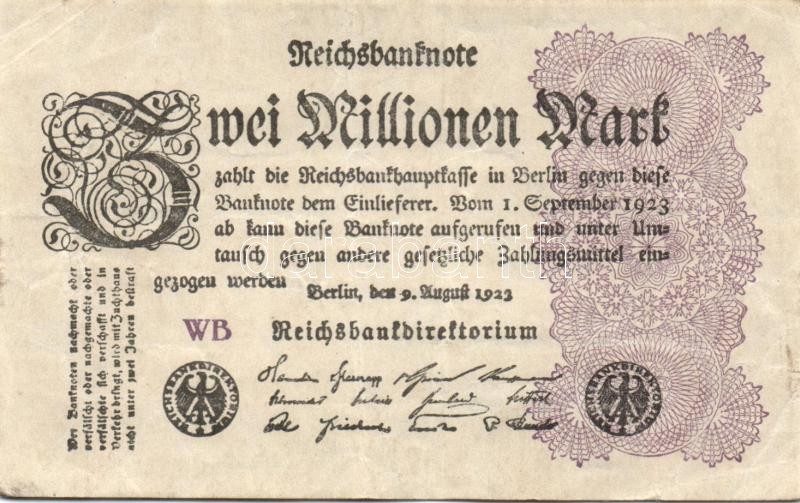 Reichsbanknote
Zwei Millionen Mark
zahlt die Reichsbankhauptkasse in Berlin gegen diese
Banknote dem Einlieferer. Vom 1. September 1923
ab kann diese Banknote aufgerufen und unter Um-
tausch gegen andere gesetzliche Zahlungsmittel ein-
gezogen werden
Berlin, den 9. August 1923
WB Reichsbankdirektorium
REICHSBANKDIREKTORIUM
REICHSBANKDIREKTORIUM
Wer Banknoten nachmacht oder
verfälscht oder nachgemachte oder
verfälschte sich verschafft und in
Verkehr bringt, wird mit Zuchthaus
nicht unter zwei Jahren bestraft